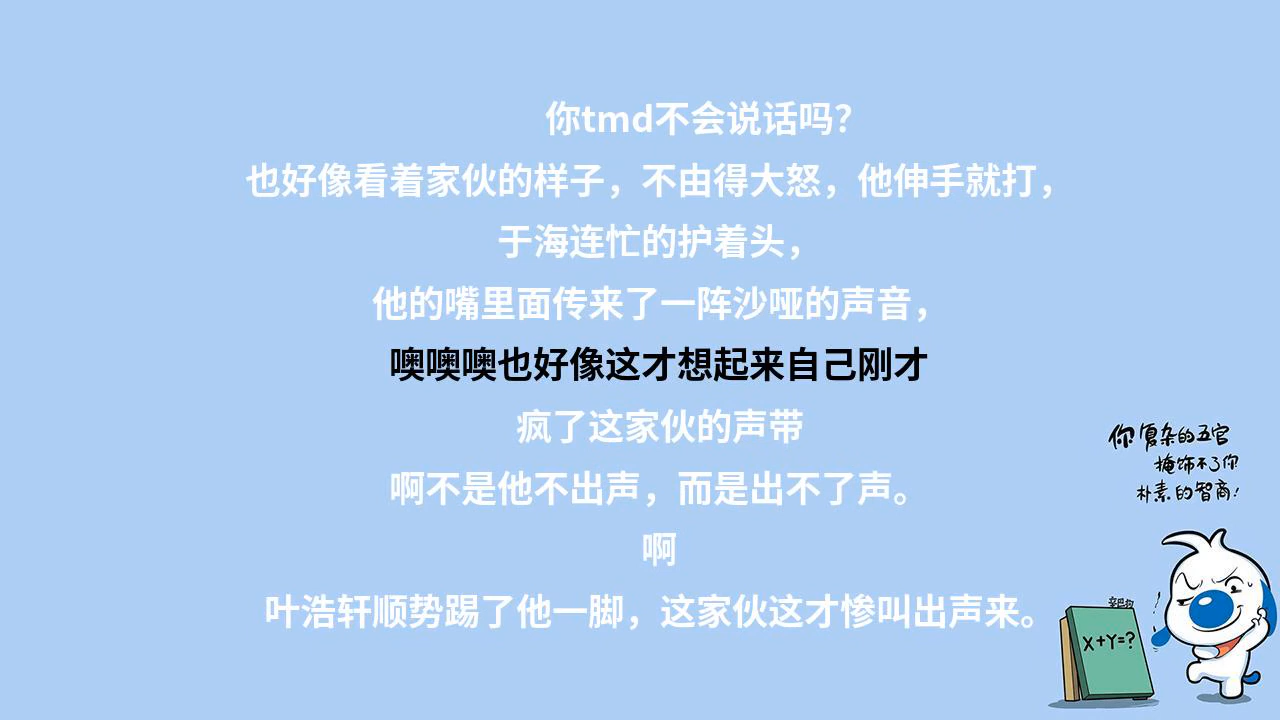 你tmd不会说话吗?
也好像看着家伙的样子，不由得大怒，他伸手就打，
于海连忙的护着头，
他的嘴里面传来了一阵沙哑的声音，
噢噢噢也好像这才想起来自己刚才
疯了这家伙的声带
啊不是他不出声，而是出不了声。
啊
叶浩轩顺势踢了他一脚，这家伙这才惨叫出声来。
你复杂的五官
掩饰不了你
朴素的智商!
X+Y=?